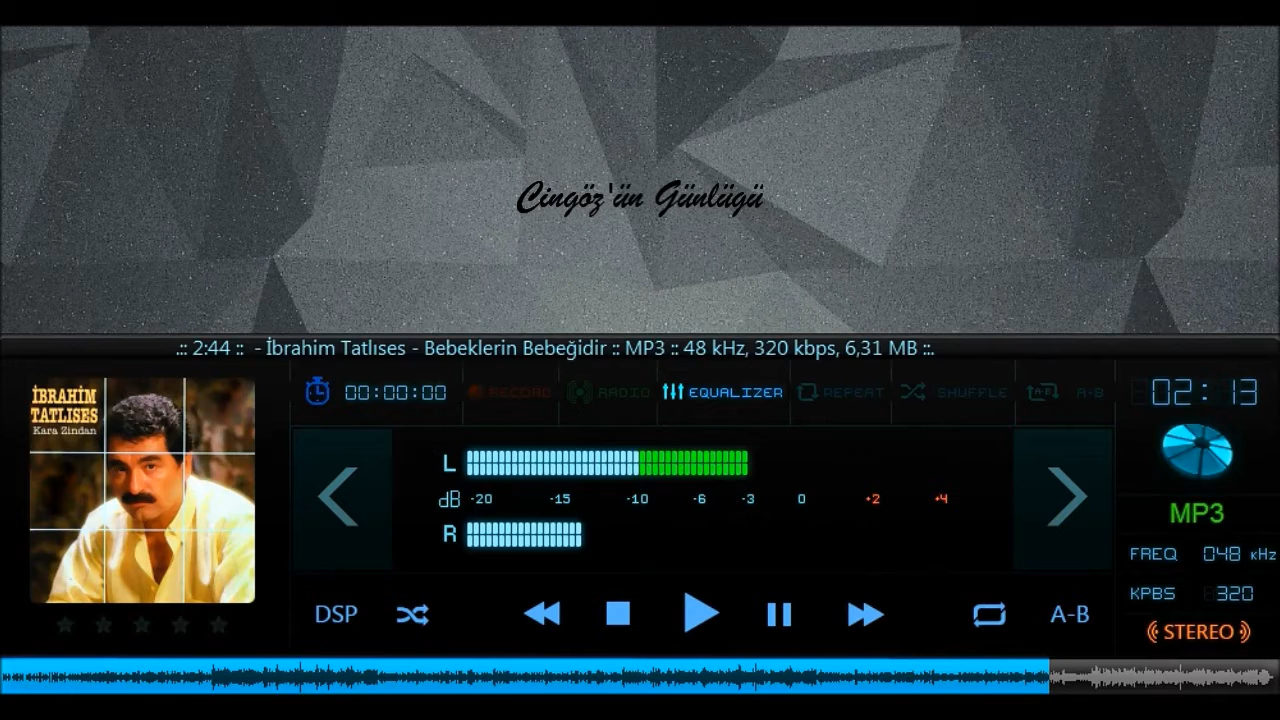 Cingöz'ün Günlügü
.:: 2:44 :: - İbrahim Tatlıses - Bebeklerin Bebeğidir :: MP3 :: 48 kHz, 320 kbps, 6,31 MB ::.
İBRAHİM
TATLISES
Kara Zindan
00:00:00 RECORD RADIO EQUALIZER REPEAT SHUFFLE A-B A-B
02:13
L
dB -20 -15 -10 -6 -3 0 +2 +4
R
MP3
FREQ 048 kHz
KPBS 320
STEREO
DSP A-B